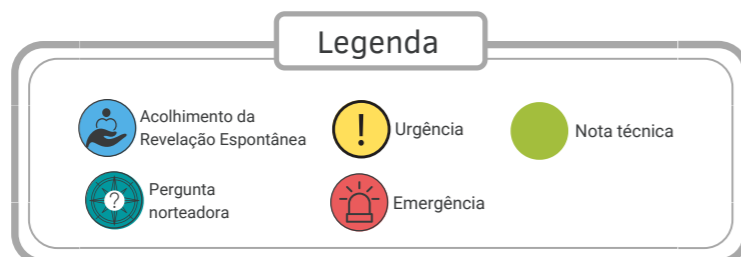 Legenda
Acolhimento da
Revelação Espontânea
!
Urgência
Nota técnica
?
Pergunta
norteadora
Emergência